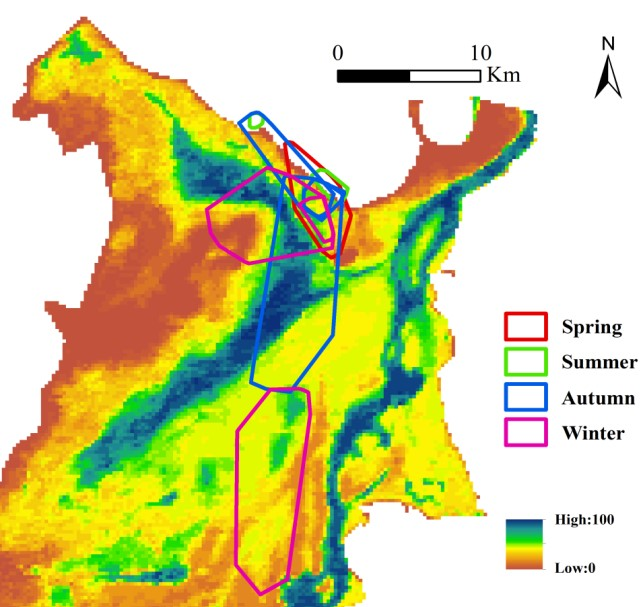 0 10
Km
N
Spring
Summer
Autumn
Winter
High:100
Low:0